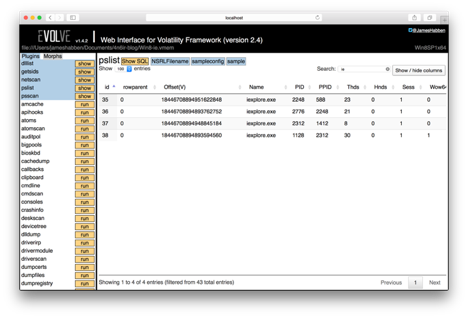 localhost
EVOLVE v1.4.2 | Web Interface for Volatility Framework (version 2.4)
@JamesHabben
file:///Users/jameshabben/Documents/4n6ir-blog/Win8-ie.vmem
Win8SP1x64
Plugins Morphs
dlllist show
getsids show
netscan show
pslist show
psscan show
amcache run
apihooks run
atoms run
atomscan run
auditpol run
bigpools run
bioskbd run
cachedump run
callbacks run
clipboard run
cmdline run
cmdscan run
consoles run
crashinfo run
deskscan run
devicetree run
dlldump run
driverirp run
drivermodule run
driverscan run
dumpcerts run
dumpfiles run
dumpregistry run
pslist Show SQL NSRLFilename sampleconfig sample
Show entries
Search: ie
Show / hide columns
id rowparent Offset(V) Name PID PPID Thds Hnds Sess Wow6
35 0 18446708894951622848 iexplore.exe 2248 588 23 0 1 0
36 0 18446708894893762752 iexplore.exe 2776 2248 21 0 1 0
37 0 18446708894948845184 iexplore.exe 2312 1412 8 0 1 0
38 0 18446708894893594560 iexplore.exe 1128 2312 30 0 1 1
Showing 1 to 4 of 4 entries (filtered from 43 total entries)
Previous 1 Next